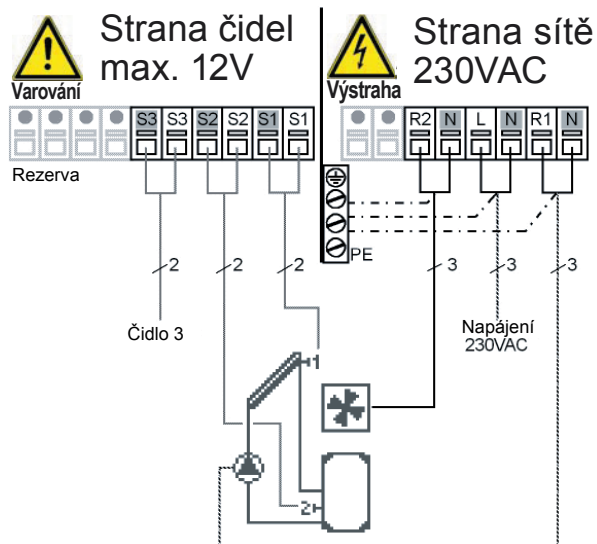 Strana čidel
max. 12V
Varování
Strana sítě
230VAC
Výstraha
S3 S3 S2 S2 S1 S1
R2 N L N R1 N
Rezerva
PE
2 2 2 3 3 3
Čidlo 3
Napájení
230VAC
1
2